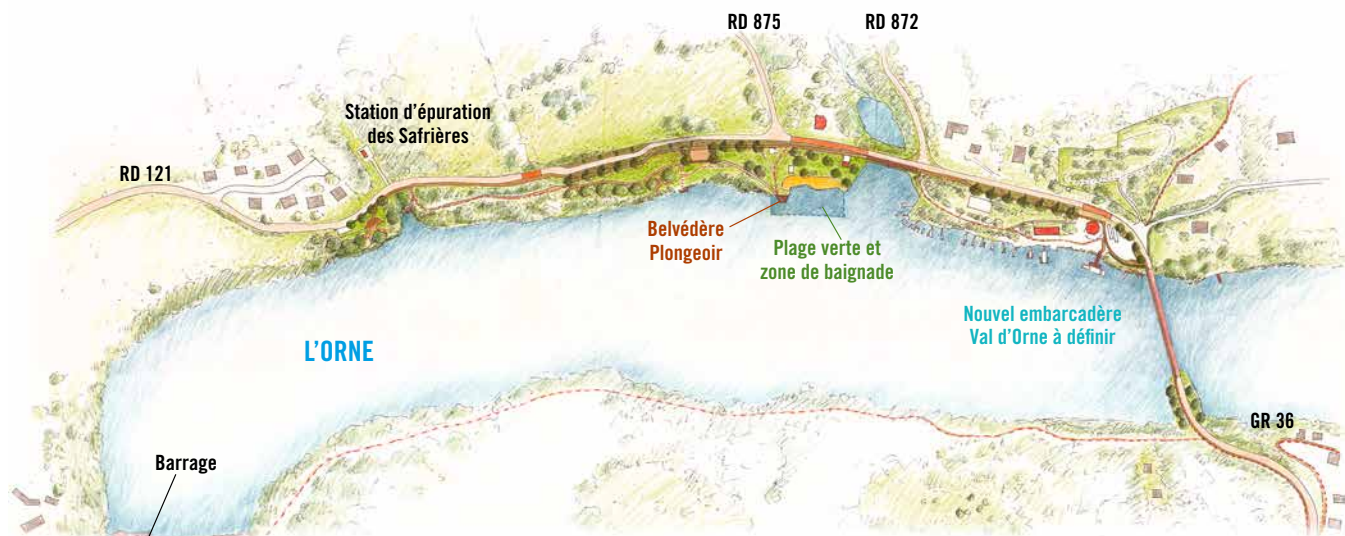 RD 875
RD 872
Station d'épuration
des Safrières
RD 121
Belvédère
Plongeoir
Plage verte et
zone de baignade
Nouvel embarcadère
Val d'Orne à définir
L'ORNE
GR 36
Barrage